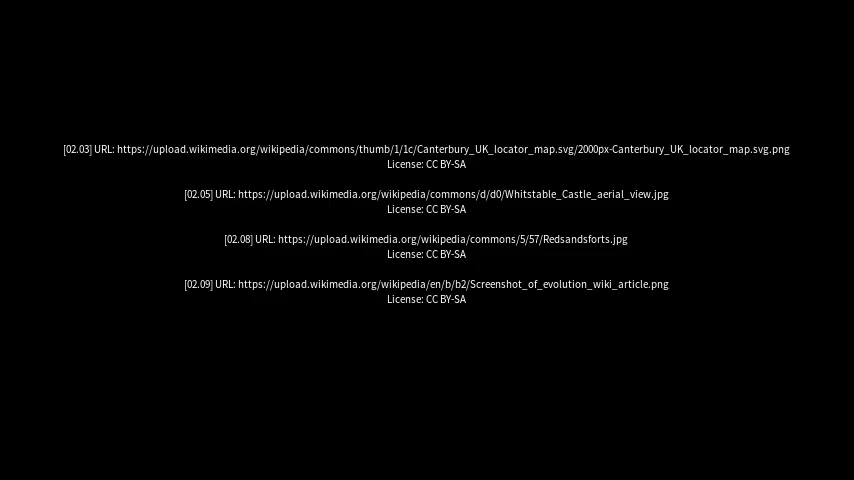 [02.03] URL: https://upload.wikimedia.org/wikipedia/commons/thumb/1/1c/Canterbury_UK_locator_map.svg/2000px-Canterbury_UK_locator_map.svg.png
License: CC BY-SA
[02.05] URL: https://upload.wikimedia.org/wikipedia/commons/d/d0/Whitstable_Castle_aerial_view.jpg
License: CC BY-SA
[02.08] URL: https://upload.wikimedia.org/wikipedia/commons/5/57/Redsandsforts.jpg
License: CC BY-SA
[02.09] URL: https://upload.wikimedia.org/wikipedia/en/b/b2/Screenshot_of_evolution_wiki_article.png
License: CC BY-SA